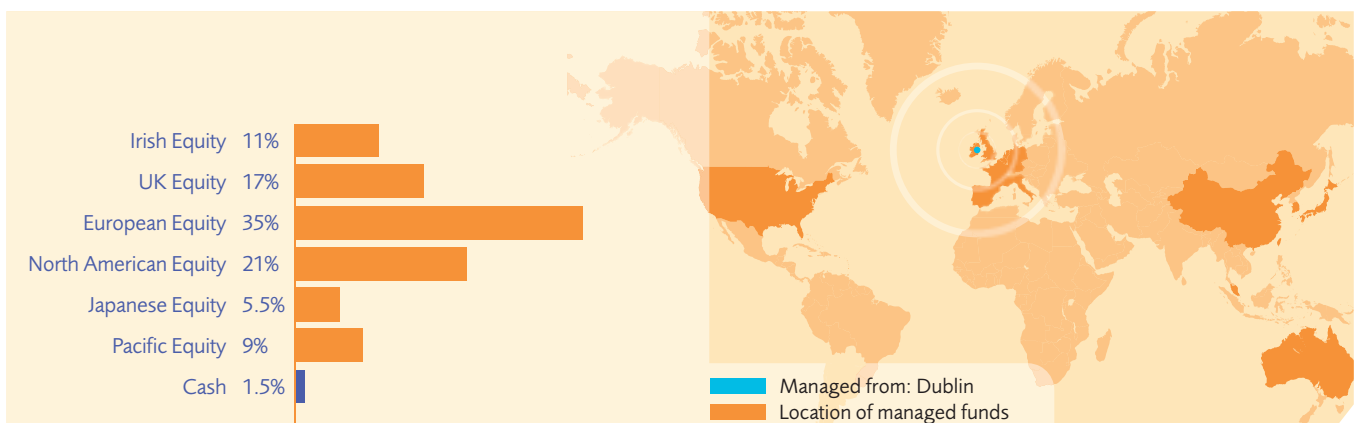 Irish Equity 11%
UK Equity 17%
European Equity 35%
North American Equity 21%
Japanese Equity 5.5%
Pacific Equity 9%
Cash 1.5%
Managed from: Dublin
Location of managed funds